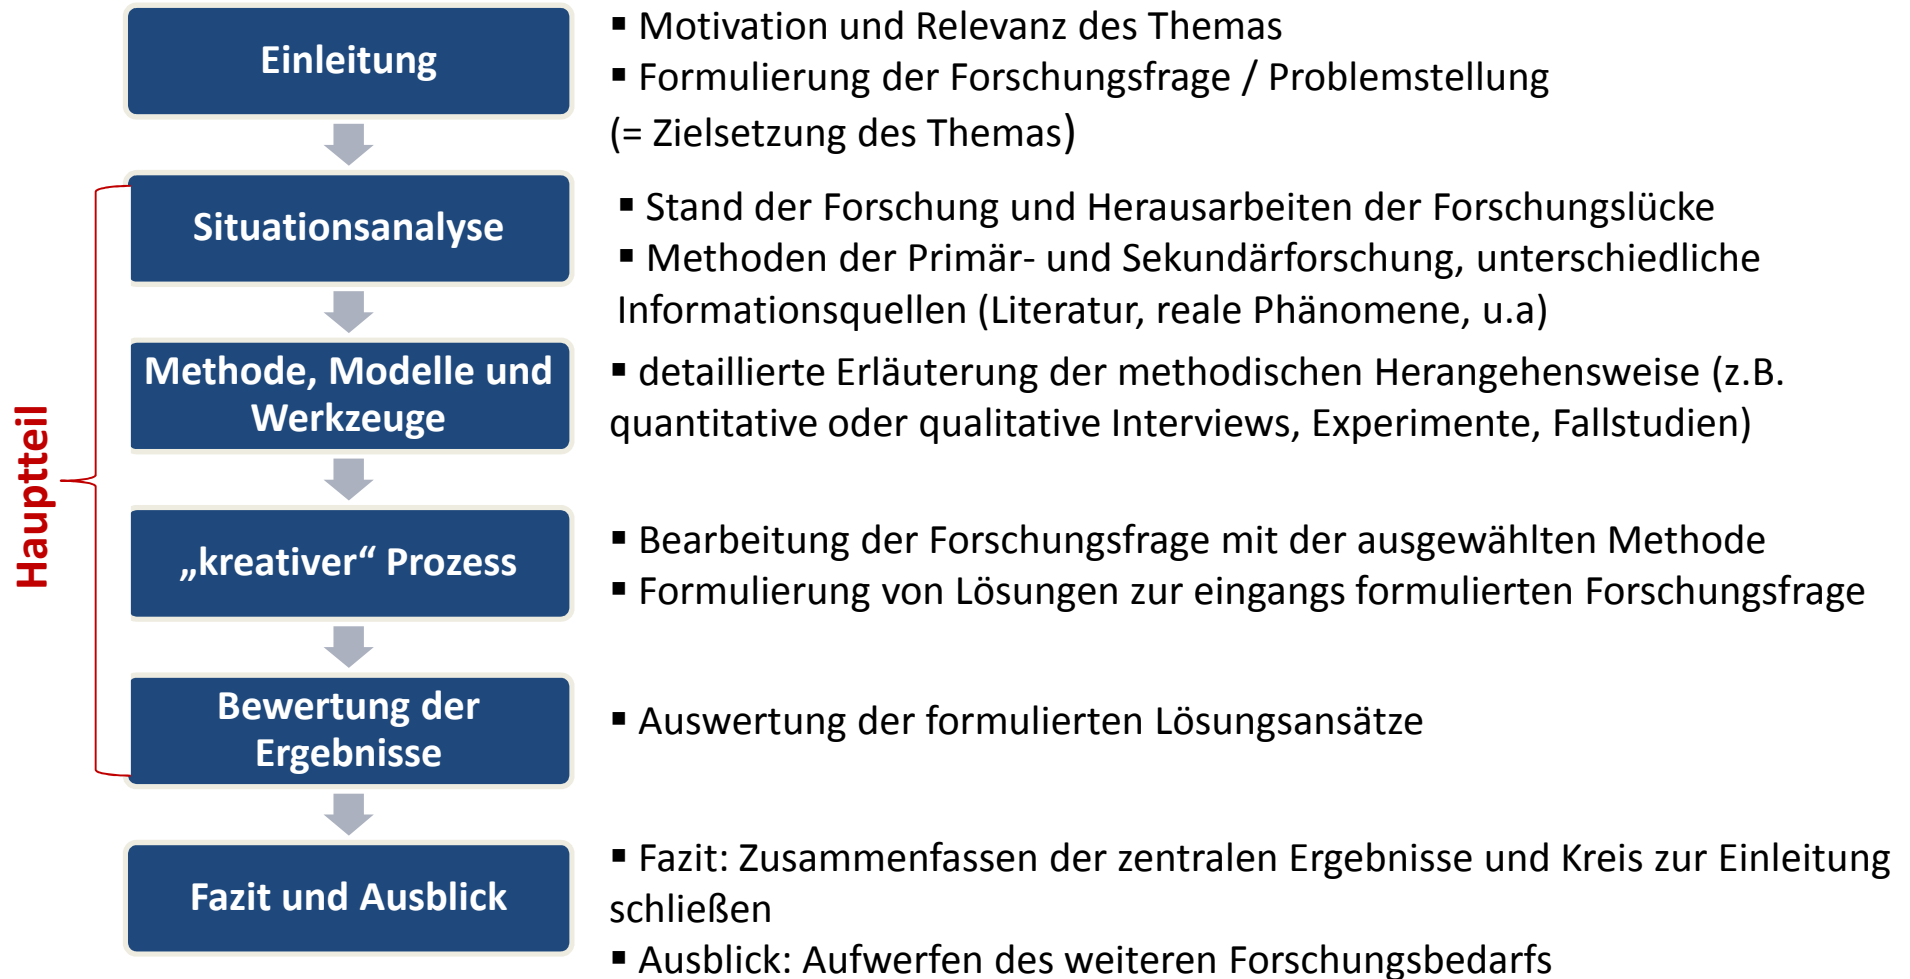 Einleitung
▪ Motivation und Relevanz des Themas
▪ Formulierung der Forschungsfrage / Problemstellung
(= Zielsetzung des Themas)
Hauptteil
Situationsanalyse
▪ Stand der Forschung und Herausarbeiten der Forschungslücke
▪ Methoden der Primär- und Sekundärforschung, unterschiedliche
Informationsquellen (Literatur, reale Phänomene, u.a)
Methode, Modelle und
Werkzeuge
▪ detaillierte Erläuterung der methodischen Herangehensweise (z.B.
quantitative oder qualitative Interviews, Experimente, Fallstudien)
„kreativer“ Prozess
▪ Bearbeitung der Forschungsfrage mit der ausgewählten Methode
▪ Formulierung von Lösungen zur eingangs formulierten Forschungsfrage
Bewertung der
Ergebnisse
▪ Auswertung der formulierten Lösungsansätze
Fazit und Ausblick
▪ Fazit: Zusammenfassen der zentralen Ergebnisse und Kreis zur Einleitung
schließen
▪ Ausblick: Aufwerfen des weiteren Forschungsbedarfs